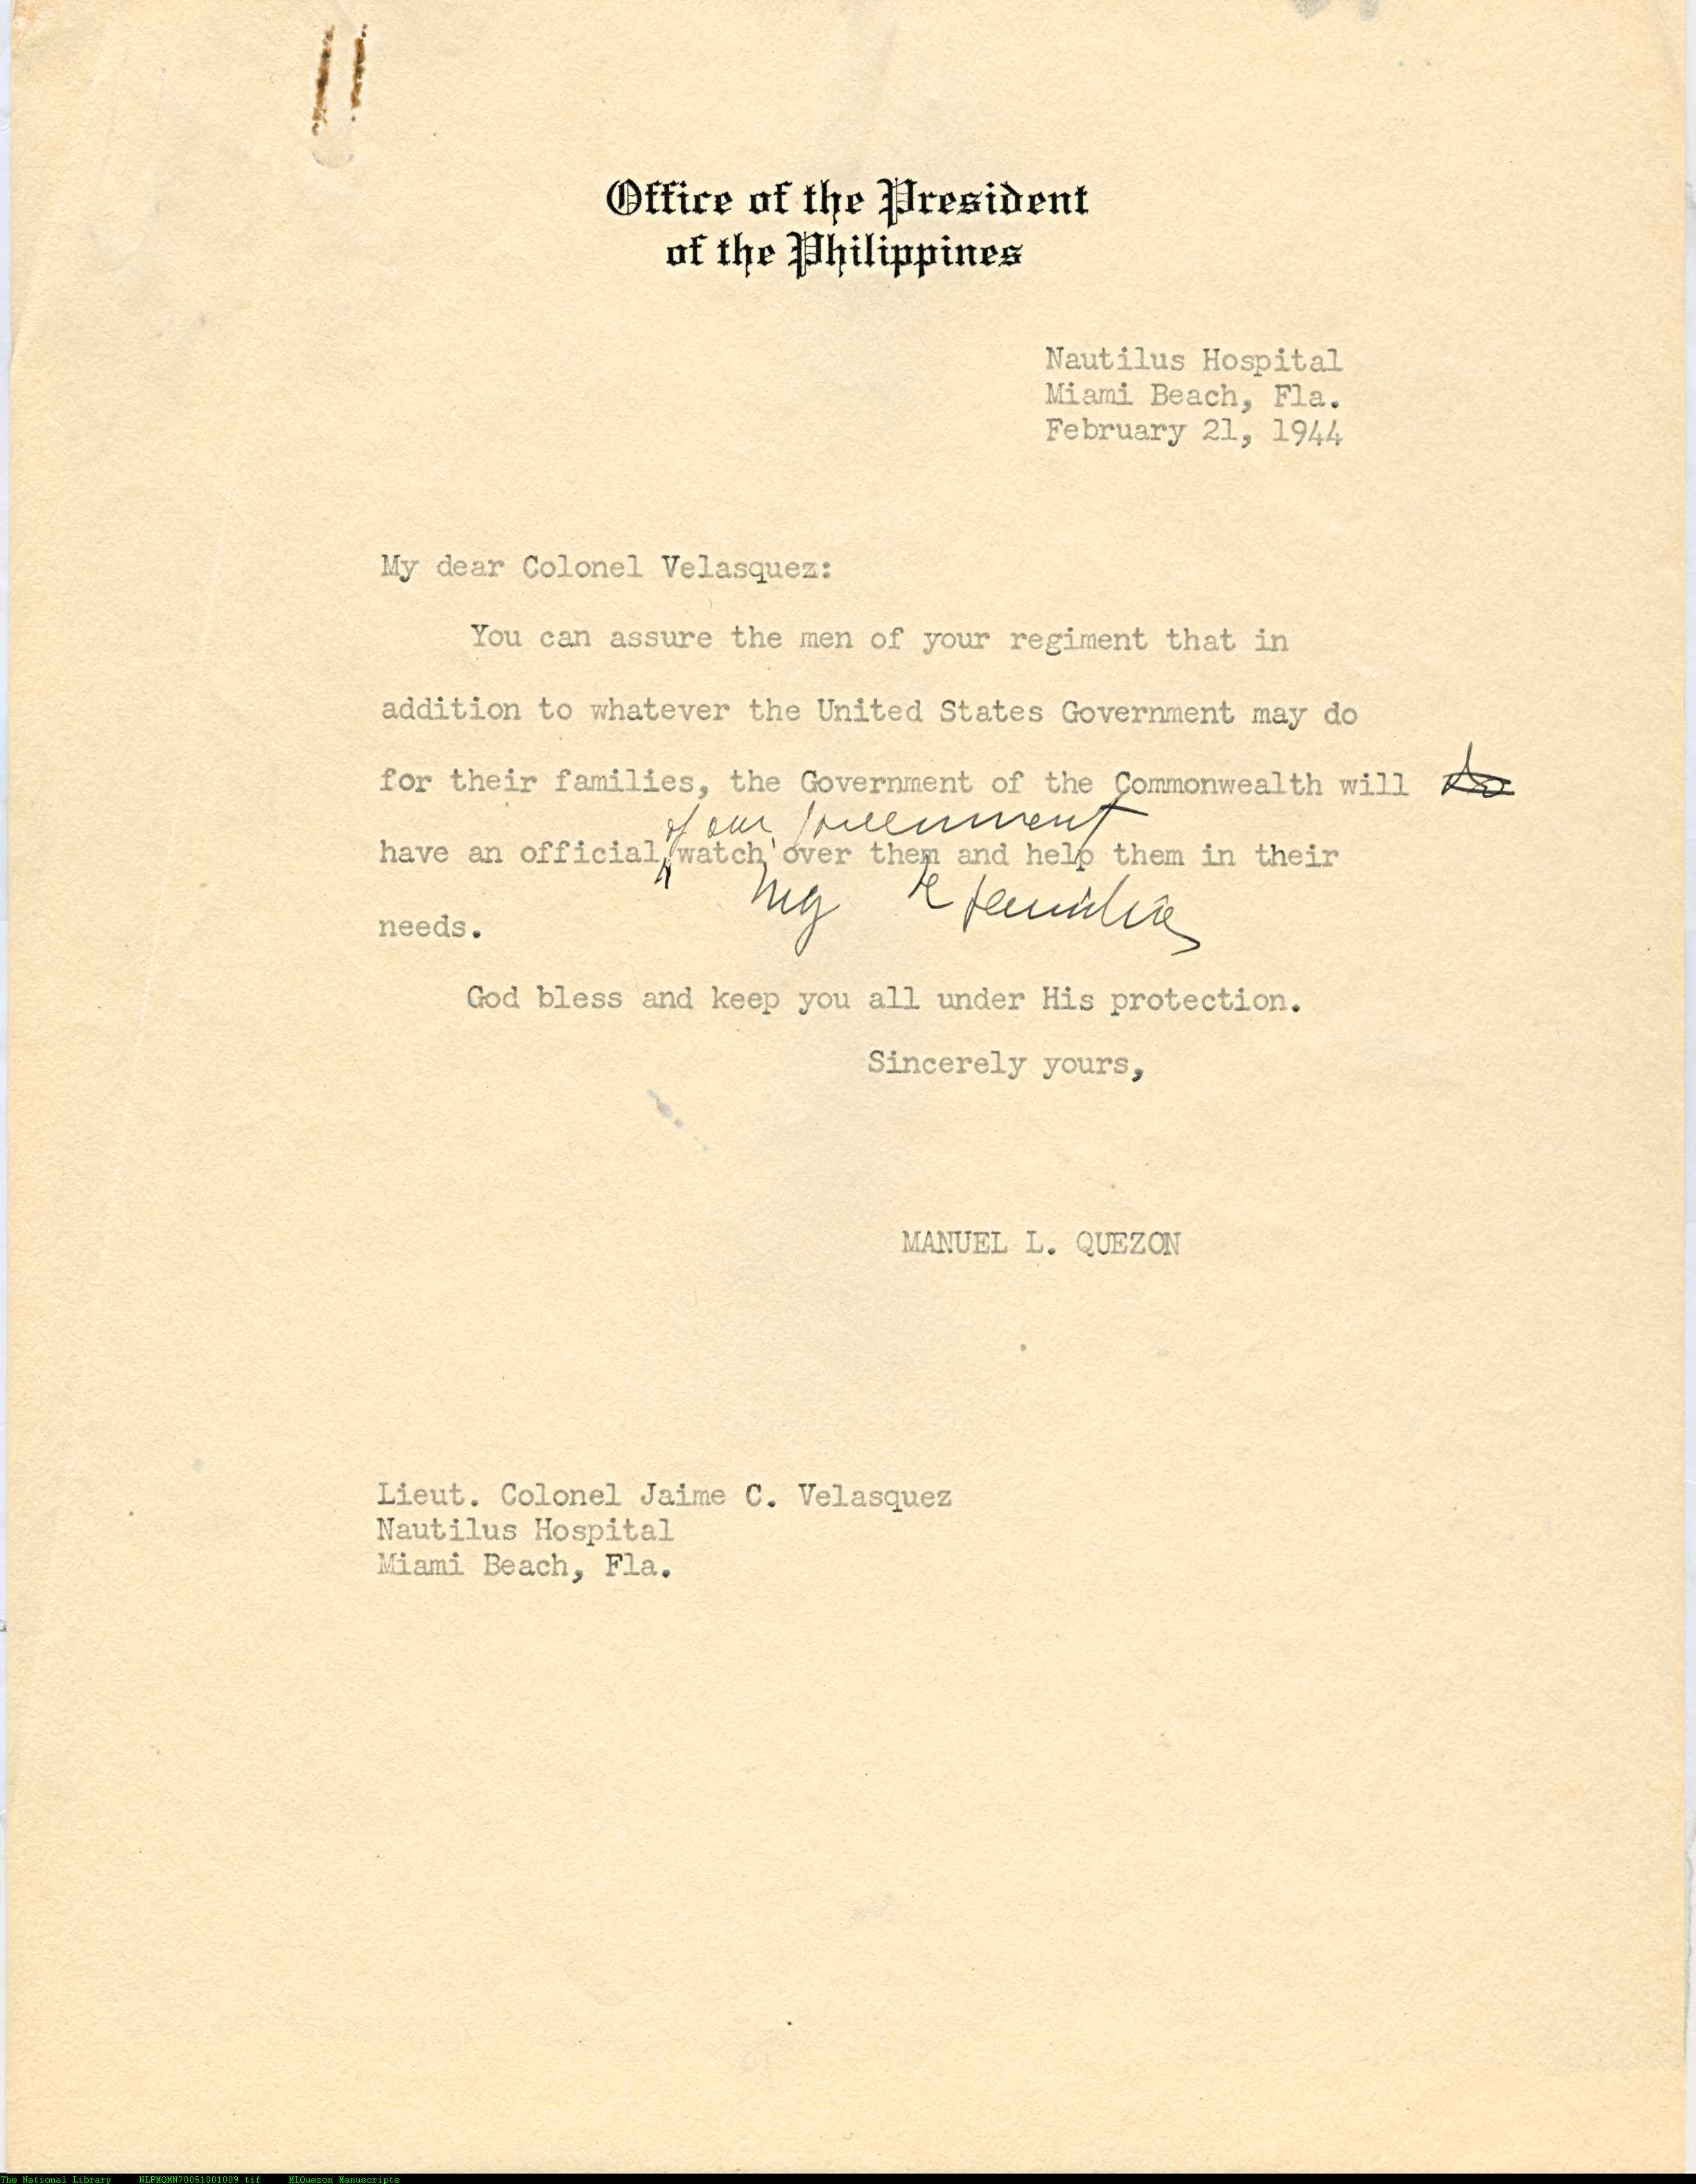 Office of the President
of the Philippines
Nautilus Hospital
Miami Beach, Fla.
February 21, 1944
My dear Colonel Velasquez:
You can assure the men of your regiment that in
addition to whatever the United States Government may do
for their families, the Government of the Commonwealth will
of our Government
have an official watch over them and help them in their
ing
needs.
God bless and keep you all under His protection.
Sincerely yours,
MANUEL L. QUEZON
Lieut. Colonel Jaime C. Velasquez
Nautilus Hospital
Miami Beach, Fla.
The National Library NLPMQMN70051001009.tif MLQuezon Manuscripts